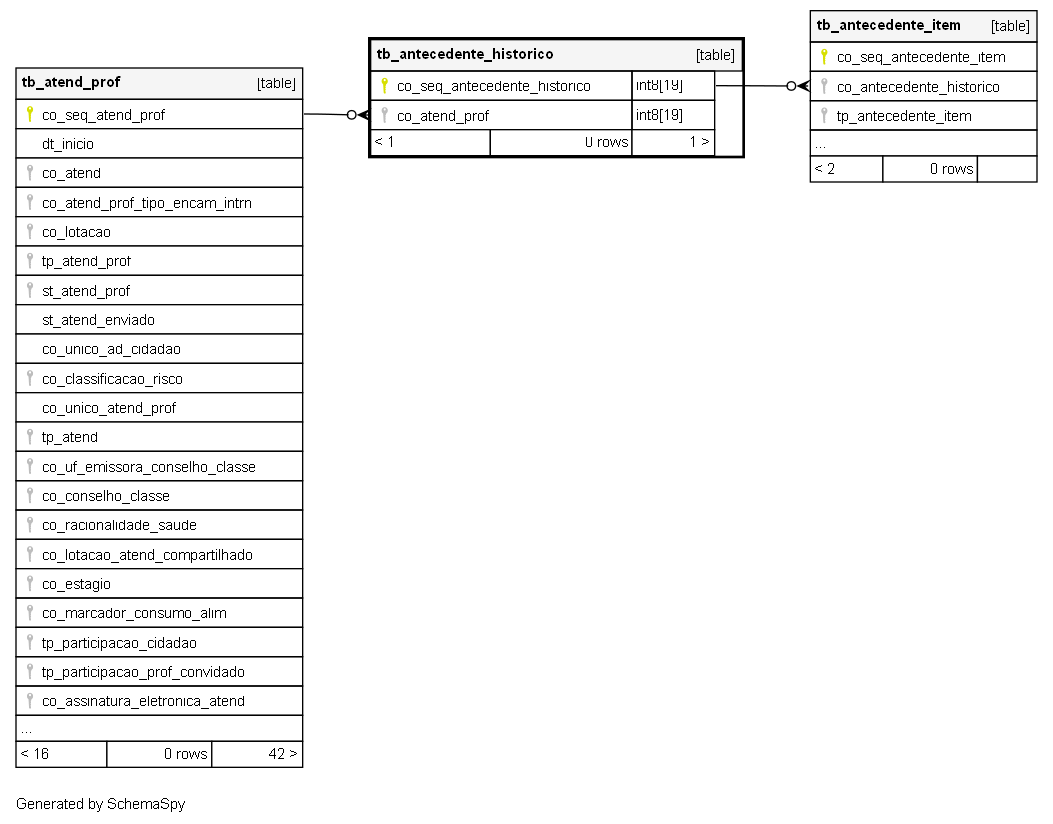 tb_atend_prof [table]
co_seq_atend_prof
dt_inicio
co_atend
co_atend_prof_tipo_encam_intrn
co_lotacao
tp_atend_prof
st_atend_prof
st_atend_enviado
co_unico_ad_cidadao
co_classificacao_risco
co_unico_atend_prof
tp_atend
co_uf_emissora_conselho_classe
co_conselho_classe
co_racionalidade_saude
co_lotacao_atend_compartilhado
co_estagio
co_marcador_consumo_alim
tp_participacao_cidadao
tp_participacao_prof_convidado
co_assinatura_eletronica_atend
...
< 16 0 rows 42 >
tb_antecedente_historico [table]
co_seq_antecedente_historico int8[19]
co_atend_prof int8[19]
< 1 0 rows 1 >
tb_antecedente_item [table]
co_seq_antecedente_item
co_antecedente_historico
tp_antecedente_item
...
< 2 0 rows
Generated by SchemaSpy